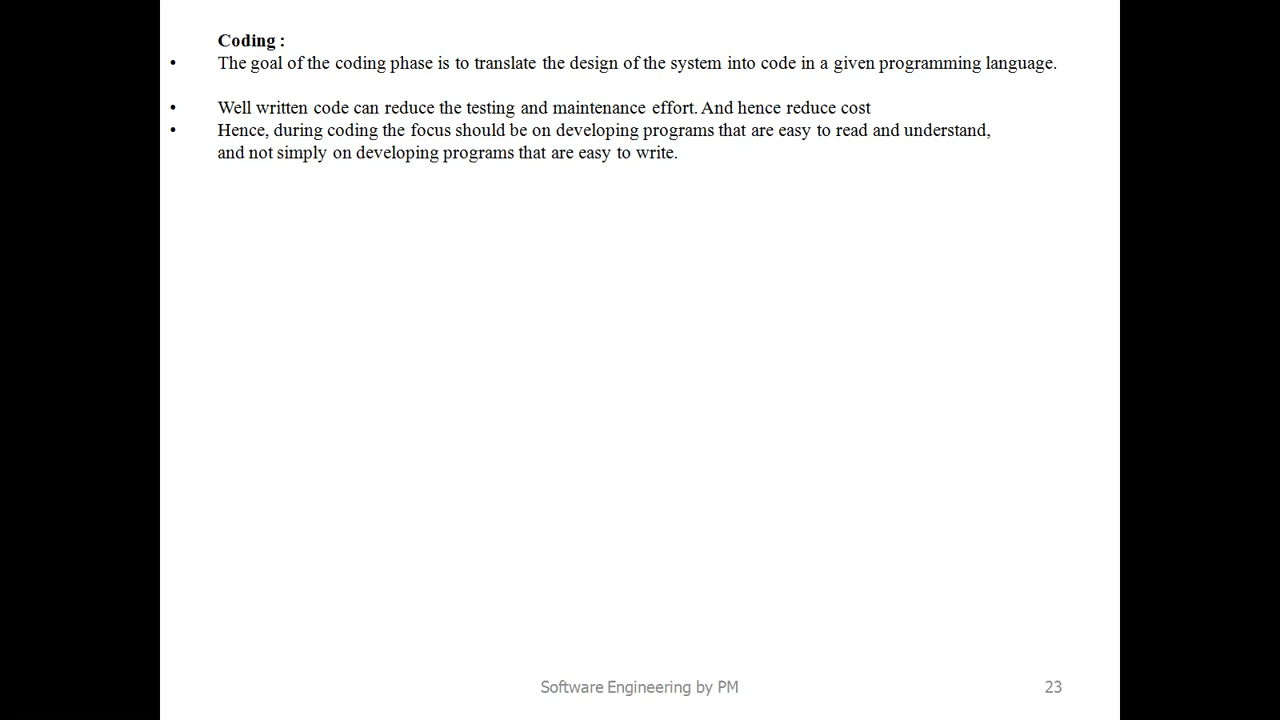 Coding :
• The goal of the coding phase is to translate the design of the system into code in a given programming language.
• Well written code can reduce the testing and maintenance effort. And hence reduce cost
• Hence, during coding the focus should be on developing programs that are easy to read and understand,
and not simply on developing programs that are easy to write.
Software Engineering by PM
23